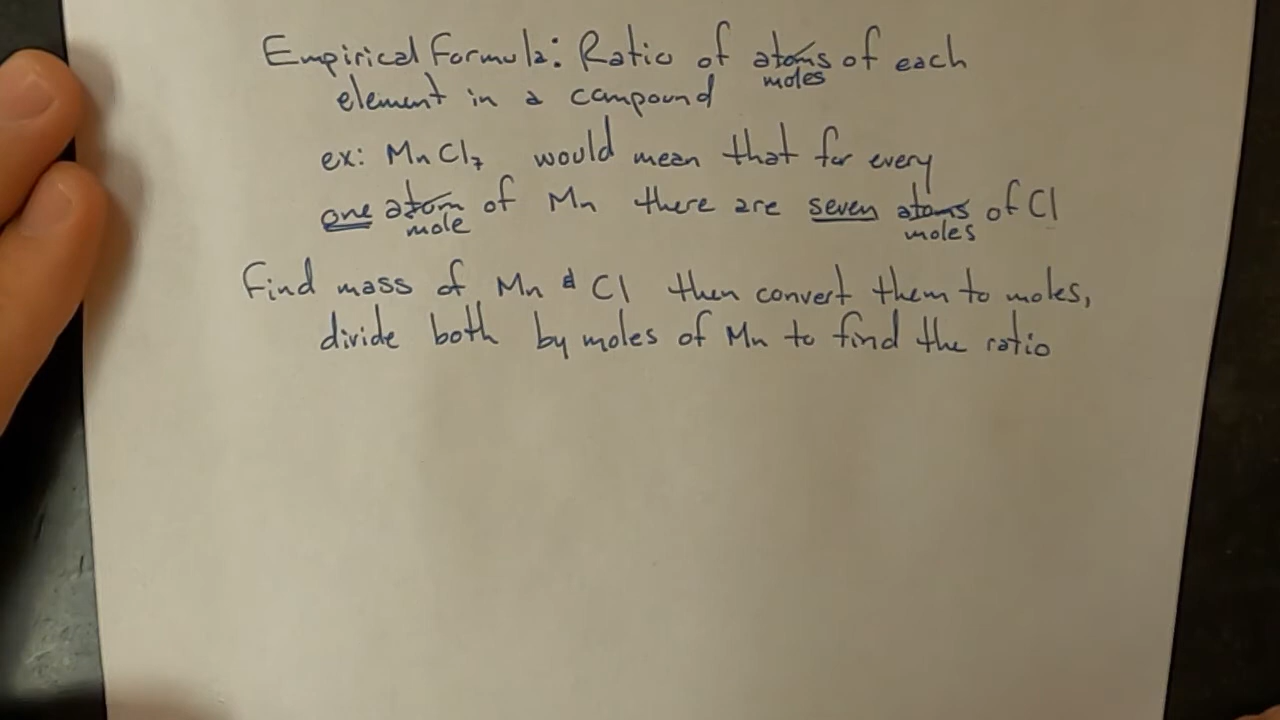 Empirical Formula: Ratio of atoms of each
moles
element in a compound
ex: MnCl₇ would mean that for every
one atom of Mn there are seven atoms of Cl
mole moles
Find mass of Mn & Cl then convert them to moles,
divide both by moles of Mn to find the ratio